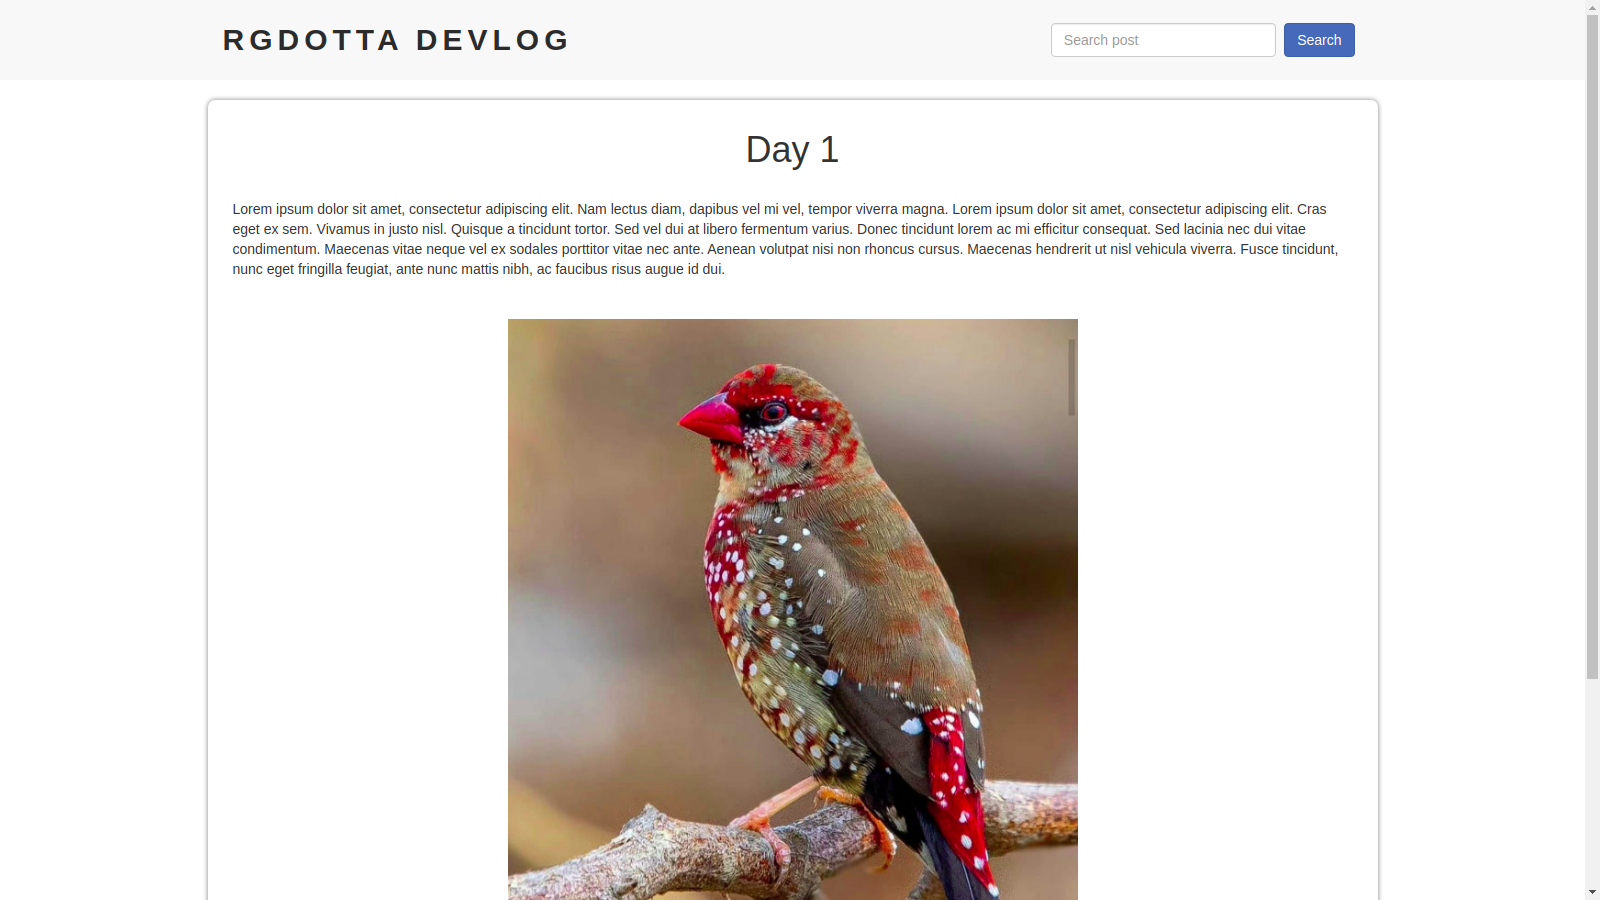 RGDOTTA DEVLOG
Search post
Search
Day 1
Lorem ipsum dolor sit amet, consectetur adipiscing elit. Nam lectus diam, dapibus vel mi vel, tempor viverra magna. Lorem ipsum dolor sit amet, consectetur adipiscing elit. Cras
eget ex sem. Vivamus in justo nisl. Quisque a tincidunt tortor. Sed vel dui at libero fermentum varius. Donec tincidunt lorem ac mi efficitur consequat. Sed lacinia nec dui vitae
condimentum. Maecenas vitae neque vel ex sodales porttitor vitae nec ante. Aenean volutpat nisi non rhoncus cursus. Maecenas hendrerit ut nisl vehicula viverra. Fusce tincidunt,
nunc eget fringilla feugiat, ante nunc mattis nibh, ac faucibus risus augue id dui.